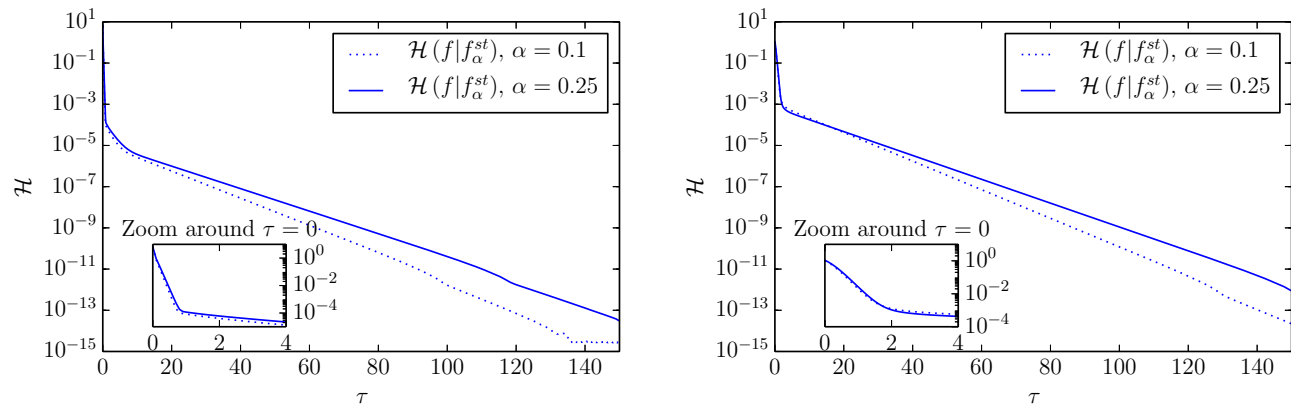 10^1
10^{-1}
10^{-3}
10^{-5}
10^{-7}
10^{-9}
10^{-11}
10^{-13}
10^{-15}
ℋ
ℋ(f|f_α^{st}), α = 0.1
ℋ(f|f_α^{st}), α = 0.25
Zoom around τ = 0
10^0
10^{-2}
10^{-4}
0 2 4
0 20 40 60 80 100 120 140
τ
10^1
10^{-1}
10^{-3}
10^{-5}
10^{-7}
10^{-9}
10^{-11}
10^{-13}
10^{-15}
ℋ
ℋ(f|f_α^{st}), α = 0.1
ℋ(f|f_α^{st}), α = 0.25
Zoom around τ = 0
10^0
10^{-2}
10^{-4}
0 2 4
0 20 40 60 80 100 120 140
τ